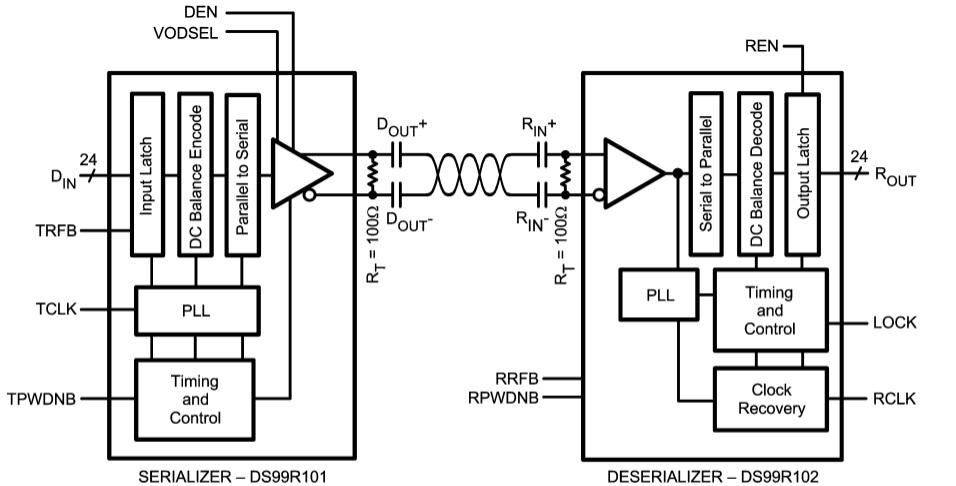 DEN
VODSEL
REN
24
DIN
TRFB
TCLK
TPWDNB
Input Latch
DC Balance Encode
Parallel to Serial
PLL
Timing
and
Control
DOUT+
DOUT-
RT = 100Ω
RIN+
RIN-
RT = 100Ω
Serial to Parallel
DC Balance Decode
Output Latch
24
ROUT
PLL
Timing
and
Control
LOCK
RRFB
RPWDNB
Clock
Recovery
RCLK
SERIALIZER – DS99R101
DESERIALIZER – DS99R102